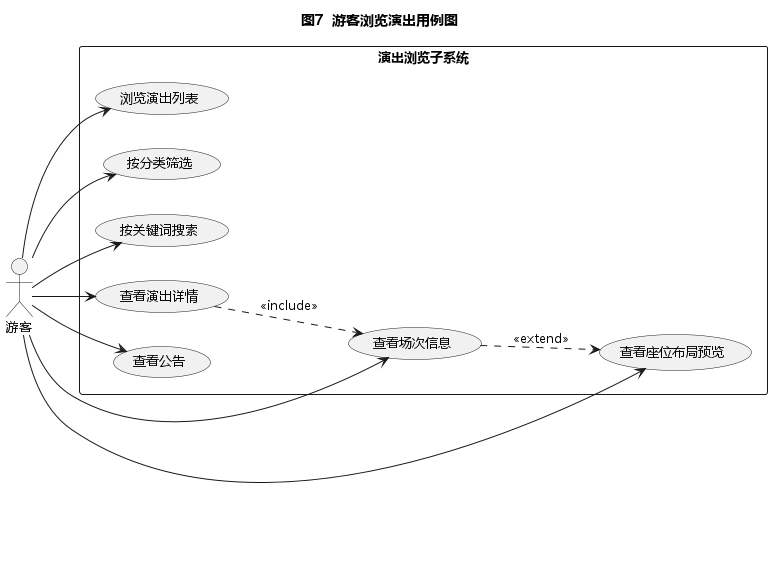 图7 游客浏览演出用例图
演出浏览子系统
浏览演出列表
按分类筛选
按关键词搜索
查看演出详情
«include»
查看场次信息
«extend»
查看座位布局预览
查看公告
游客